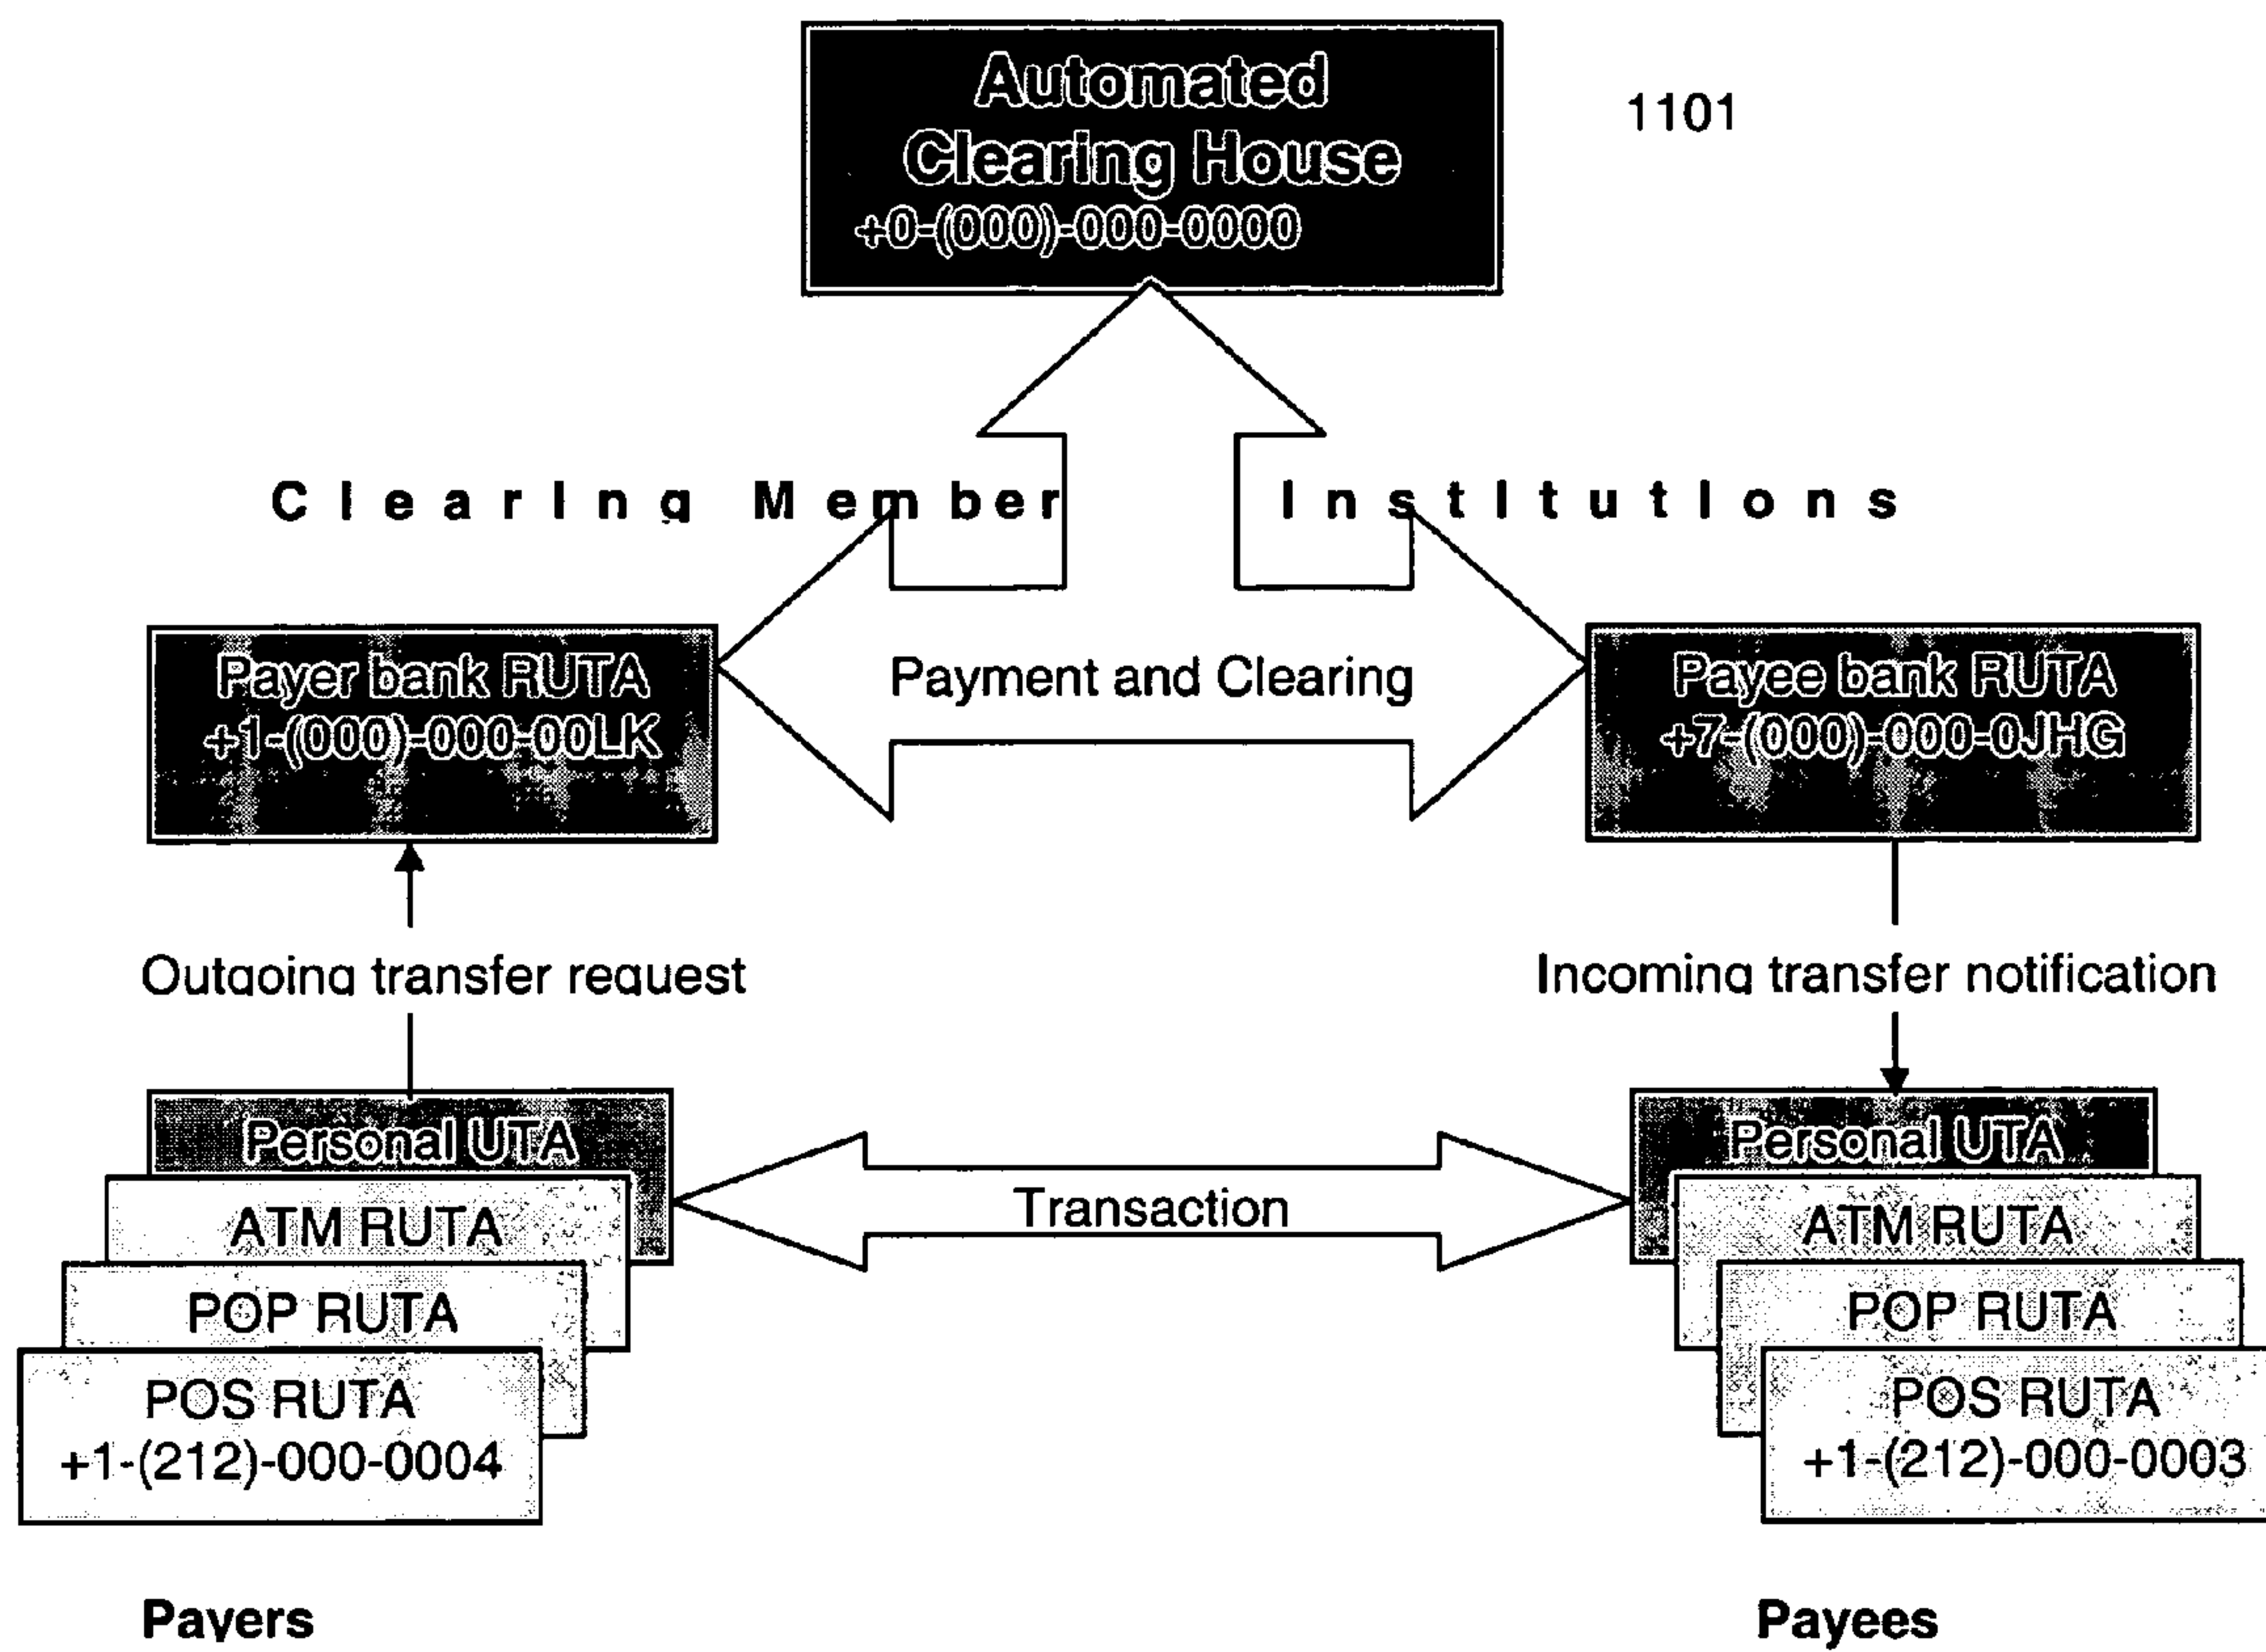 Automated
Clearing House
+0-(000)-000-0000
1101
Clearing Member Institutions
Payer bank RUTA
+1-(000)-000-00LK
Payment and Clearing
Payee bank RUTA
+7-(000)-000-0JHG
Outgoing transfer request
Incoming transfer notification
Personal UTA
ATM RUTA
POP RUTA
POS RUTA
+1-(212)-000-0004
Transaction
Personal UTA
ATM RUTA
POP RUTA
POS RUTA
+1-(212)-000-0003
Payers
Payees